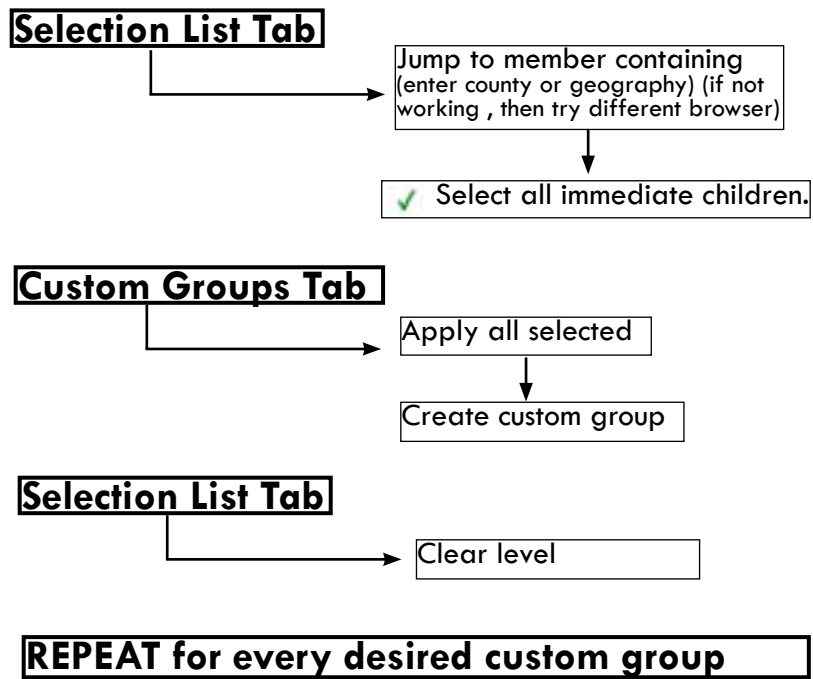 Selection List Tab
Jump to member containing
(enter county or geography) (if not
working , then try different browser)
Select all immediate children.
Custom Groups Tab
Apply all selected
Create custom group
Selection List Tab
Clear level
REPEAT for every desired custom group